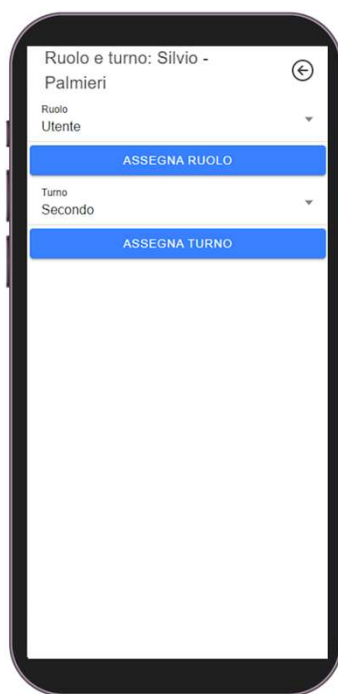 Ruolo e turno: Silvio -
Palmieri
Ruolo
Utente
ASSEGNA RUOLO
Turno
Secondo
ASSEGNA TURNO